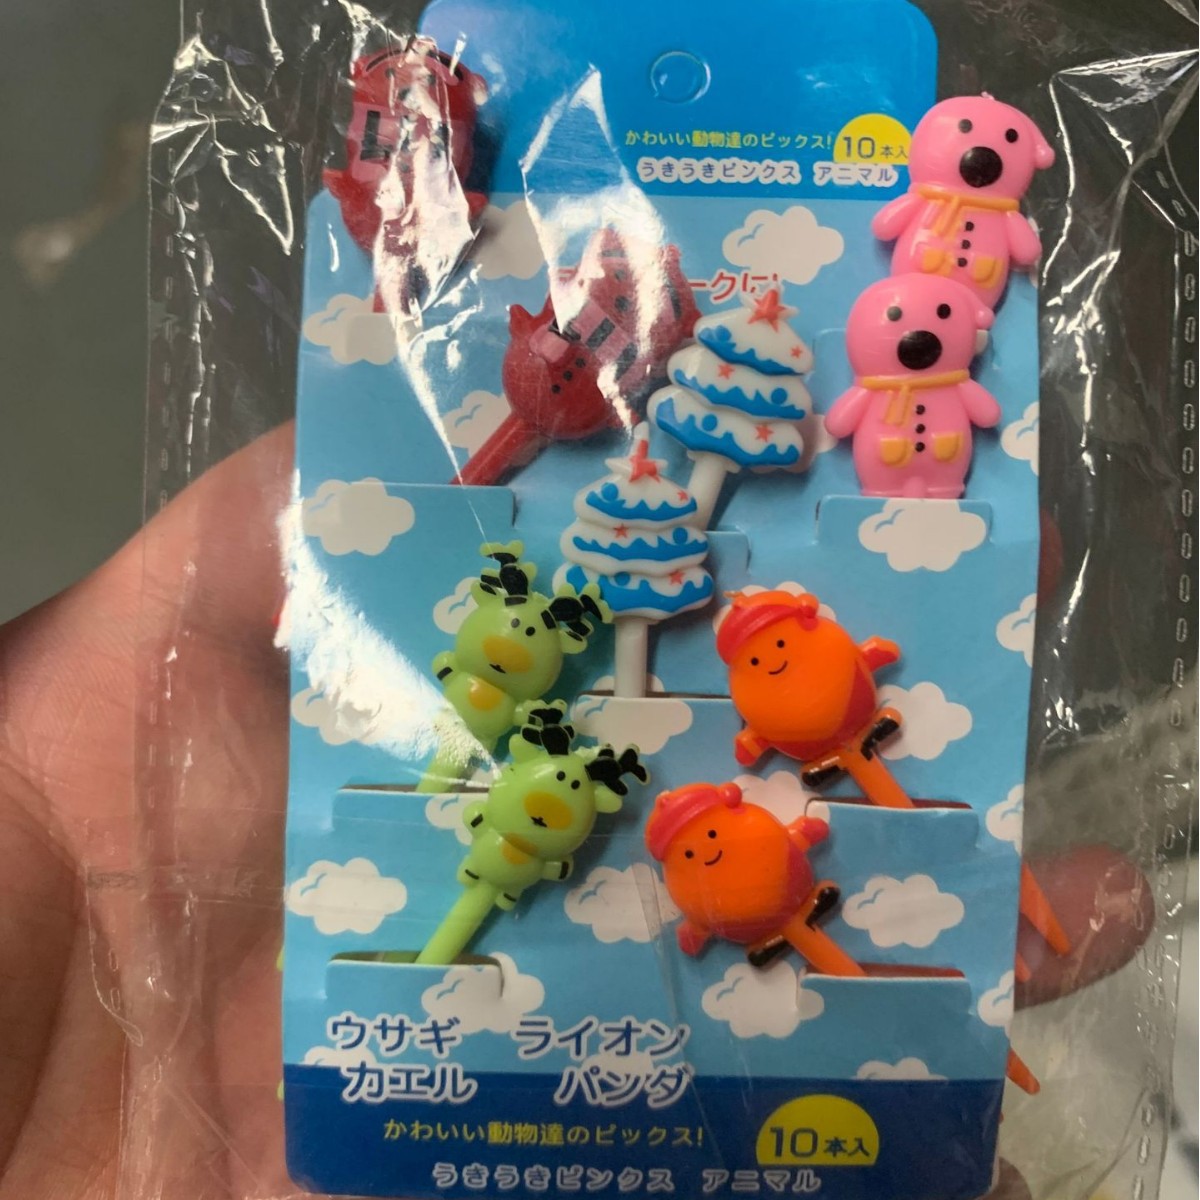 かわいい動物達のピックス! 10本入
うきうきピンクス アニマル
ークに!
ウサギ ライオン
カエル パンダ
かわいい動物達のピックス! 10本入
うきうきピンクス アニマル